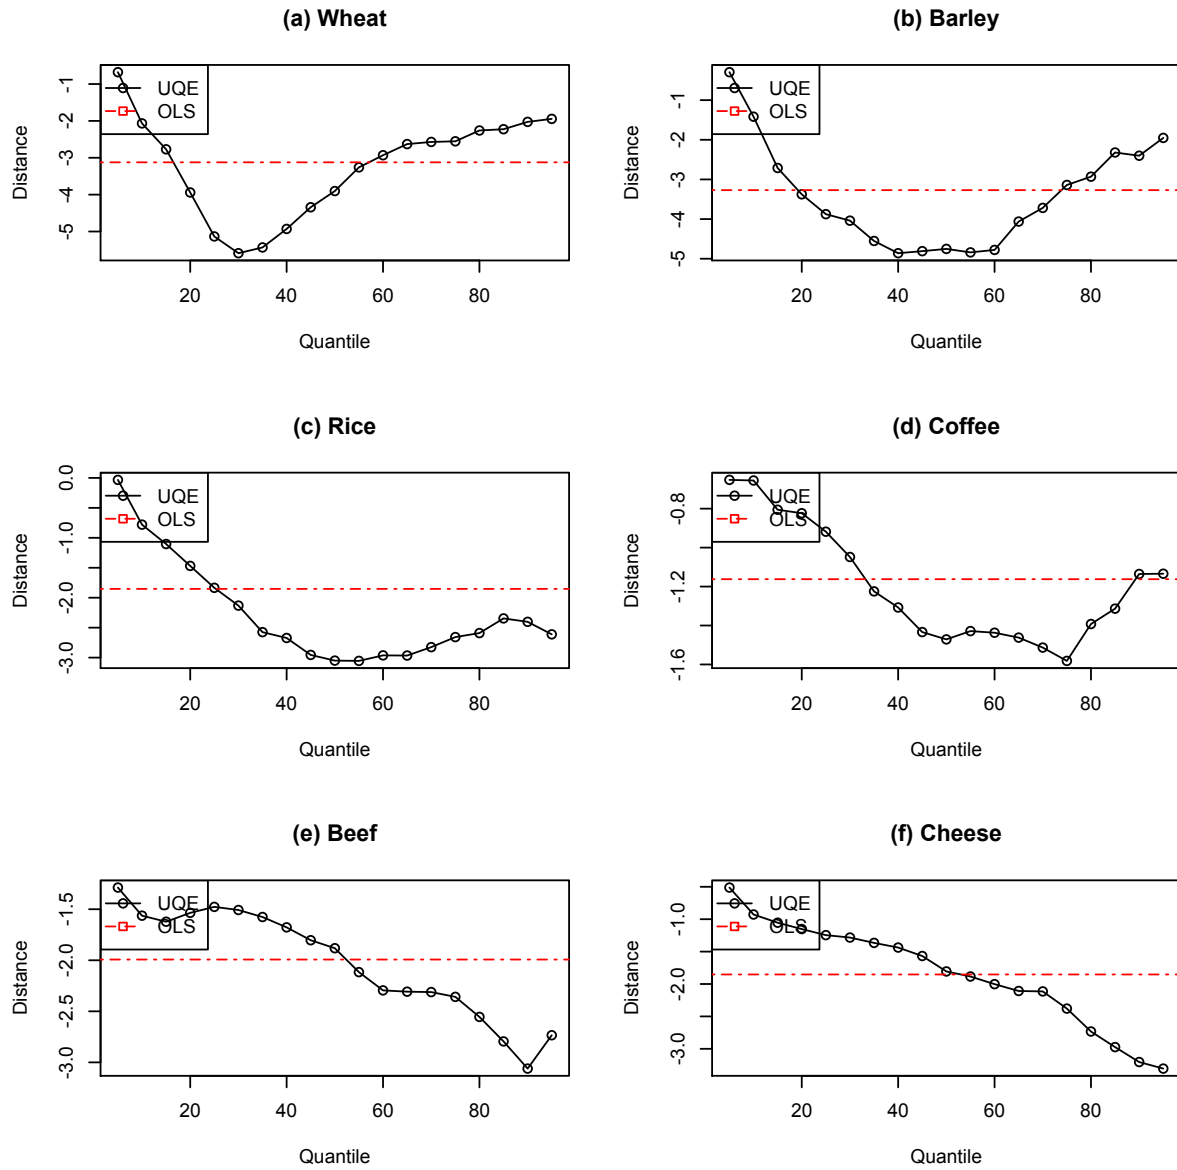 (a) Wheat
UQE
OLS
Distance
-1
-2
-3
-4
-5
20 40 60 80
Quantile
(b) Barley
UQE
OLS
Distance
-1
-2
-3
-4
-5
20 40 60 80
Quantile
(c) Rice
UQE
OLS
Distance
0.0
-1.0
-2.0
-3.0
20 40 60 80
Quantile
(d) Coffee
UQE
OLS
Distance
-0.8
-1.2
-1.6
20 40 60 80
Quantile
(e) Beef
UQE
OLS
Distance
-1.5
-2.0
-2.5
-3.0
20 40 60 80
Quantile
(f) Cheese
UQE
OLS
Distance
-1.0
-2.0
-3.0
20 40 60 80
Quantile